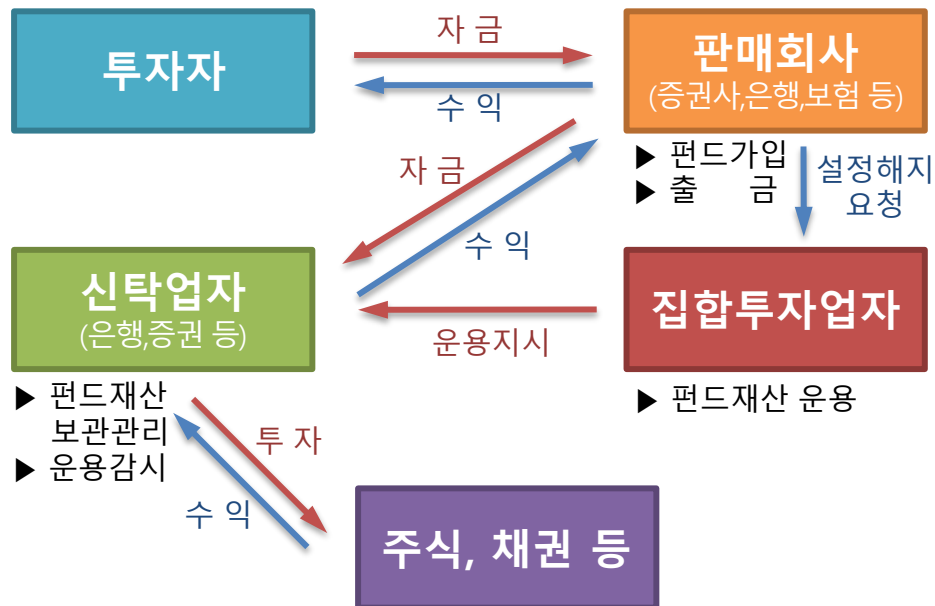 투자자
자 금
수 익
판매회사
(증권사,은행,보험 등)
▶ 펀드가입
▶ 출 금
설정해지
요청
자 금
수 익
신탁업자
(은행,증권 등)
운용지시
집합투자업자
▶ 펀드재산
보관관리
▶ 운용감시
▶ 펀드재산 운용
투 자
수 익
주식, 채권 등